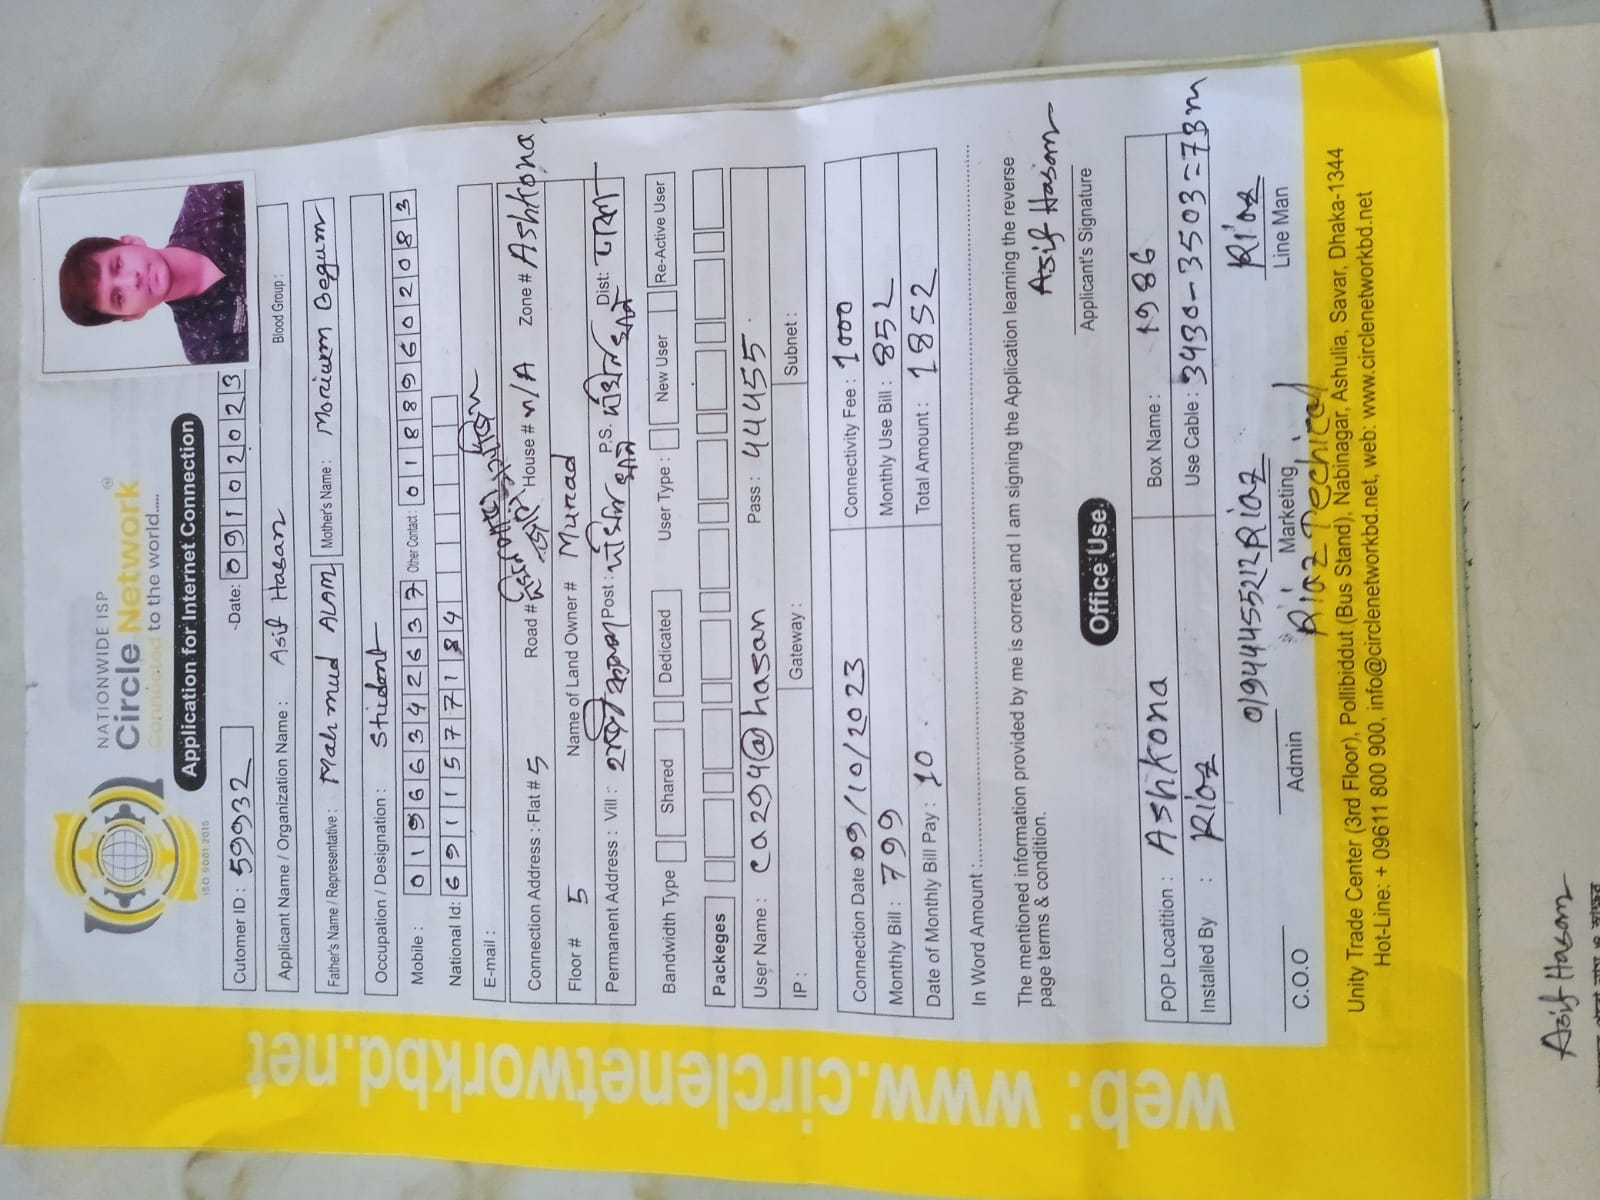 NATIONWIDE ISP
Circle Network®
Connected to the world....
ISO 9001:2015
Application for Internet Connection
Cutomer ID : 59932 Date: 09102023
Applicant Name / Organization Name : Asif Hasan Blood Group :
Father's Name / Representative : Mahmud ALAM Mother's Name : Morcium Begum
Occupation / Designation : Student
Mobile : 01966342637 Other Contact : 01889602083
National Id: 6911577184
E-mail :
Connection Address : Flat # 5 Road # House # n/A Zone # Ashkona
Floor # 5 Name of Land Owner # Murad
Permanent Address : Vill : Post : P.S. Dist:
Bandwidth Type Shared Dedicated User Type : New User Re-Active User
Packeges
User Name : ca294@hasan Pass : 44455
IP : Gateway : Subnet :
Connection Date 09/10/2023 Connectivity Fee : 1000
Monthly Bill : 799 Monthly Use Bill : 852
Date of Monthly Bill Pay : 10 Total Amount : 1852
In Word Amount :
The mentioned information provided by me is correct and I am signing the Application learning the reverse
page terms & condition.
Asif Hasan
Applicant's Signature
Office Use
POP Locatition : Ashkona Box Name : 1986
Installed By : Riaz Use Cable : 3430-3503=73m
01944455212 Riaz Riaz
C.O.O Admin Marketing Line Man
Riaz Technical
Unity Trade Center (3rd Floor), Pollibiddut (Bus Stand), Nabinagar, Ashulia, Savar, Dhaka-1344
Hot-Line: + 09611 800 900, info@circlenetworkbd.net, web: www.circlenetworkbd.net
web: www.circlenetworkbd.net
Asif Hasan